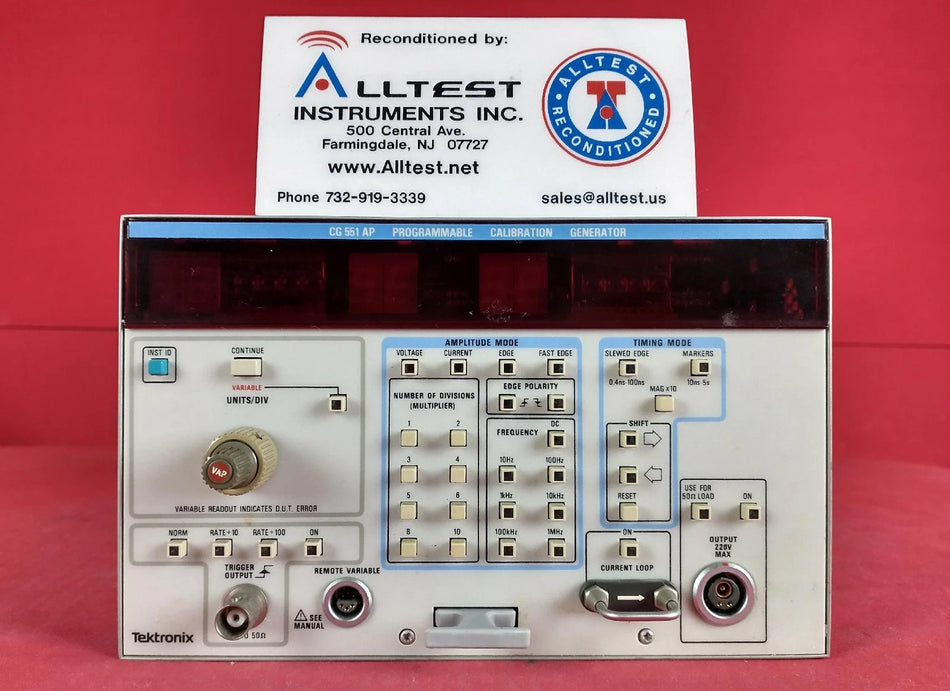 Reconditioned by:
ALLTEST
INSTRUMENTS INC.
500 Central Ave.
Farmingdale, NJ 07727
www.Alltest.net
Phone 732-919-3339
sales@alltest.us
ALLTEST
RECONDITIONED
CG 551 AP PROGRAMMABLE CALIBRATION GENERATOR
INST ID
CONTINUE
VARIABLE
UNITS/DIV
VAR
VARIABLE READOUT INDICATES D.U.T. ERROR
NORM
RATE÷10
RATE÷100
ON
TRIGGER
OUTPUT
50Ω
REMOTE VARIABLE
SEE
MANUAL
Tektronix
AMPLITUDE MODE
VOLTAGE
CURRENT
EDGE
FAST EDGE
NUMBER OF DIVISIONS
(MULTIPLIER)
1
2
3
4
5
6
8
10
EDGE POLARITY
FREQUENCY
DC
10Hz
100Hz
1kHz
10kHz
100kHz
1MHz
TIMING MODE
SLEWED EDGE
MARKERS
0.4ns-100ns
10ns 5s
MAG x10
SHIFT
RESET
ON
CURRENT LOOP
USE FOR
50Ω LOAD
ON
OUTPUT
220V
MAX